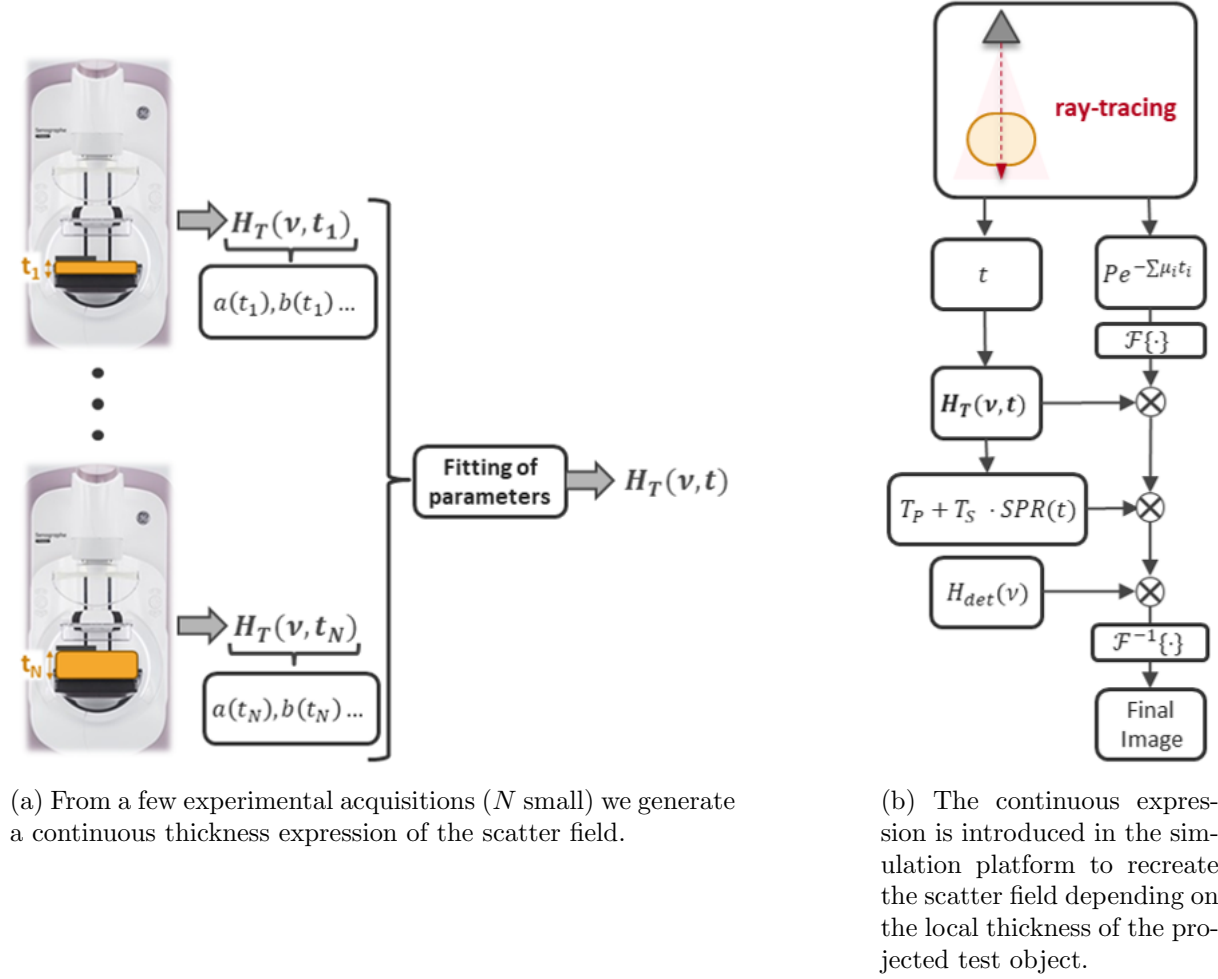 t₁
H_T(ν, t₁)
a(t₁), b(t₁) ...
Fitting of
parameters
H_T(ν, t)
t_N
H_T(ν, t_N)
a(t_N), b(t_N) ...
(a) From a few experimental acquisitions (N small) we generate
a continuous thickness expression of the scatter field.
ray-tracing
t
Pe^{−∑μ_i t_i}
ℱ{·}
H_T(ν, t)
T_P + T_S · SPR(t)
H_det(ν)
ℱ⁻¹{·}
Final
Image
(b) The continuous expres-
sion is introduced in the sim-
ulation platform to recreate
the scatter field depending on
the local thickness of the pro-
jected test object.